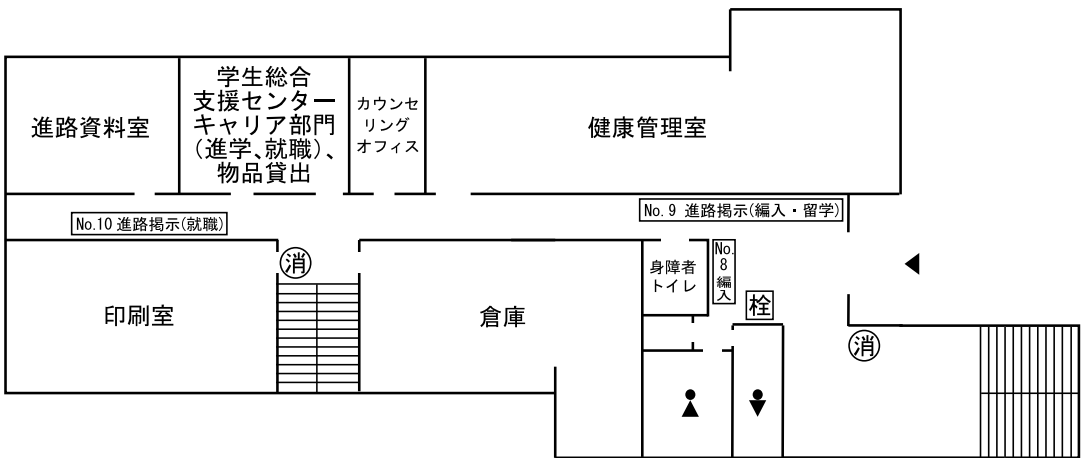 進路資料室
学生総合
支援センター
キャリア部門
(進学、就職)、
物品貸出
カウンセ
リング
オフィス
健康管理室
No.10 進路掲示(就職)
No. 9 進路掲示(編入・留学)
印刷室
消
倉庫
身障者
トイレ
No.
8
編
入
栓
消